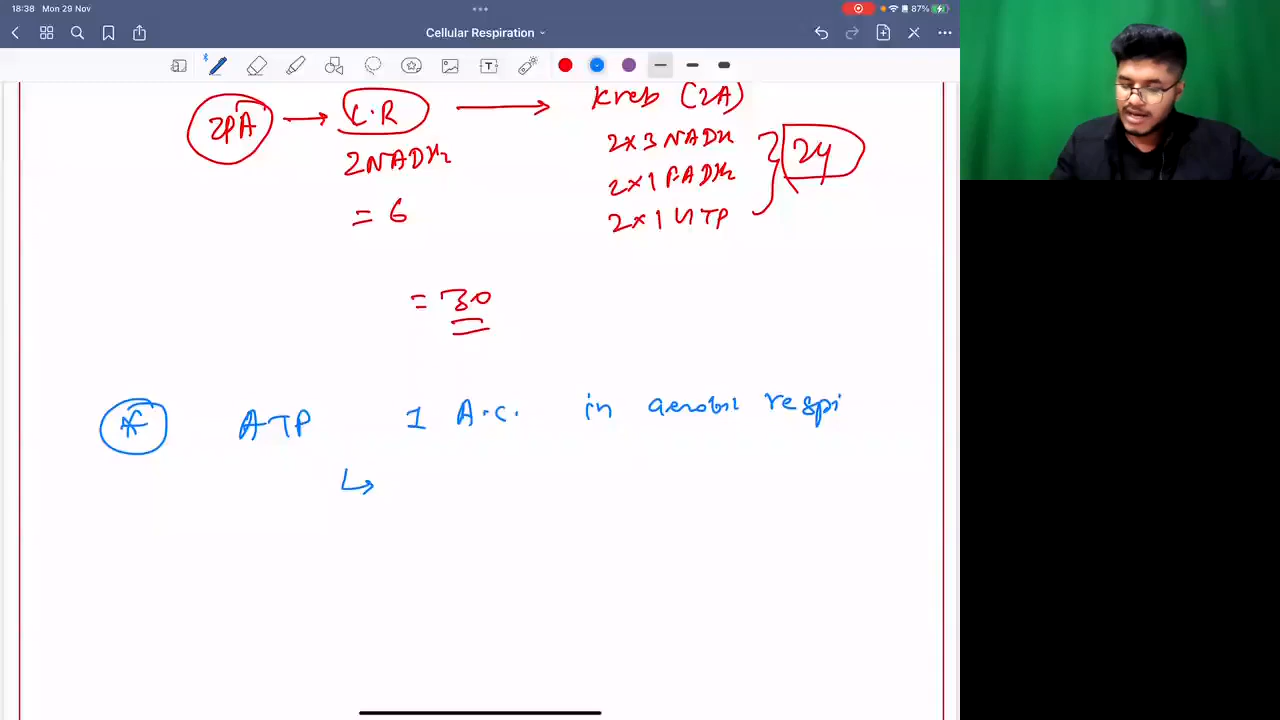 18:38 Mon 29 Nov
87%
Cellular Respiration
2PA → L.R → Kreb (2A)
2NADH₂
2×3 NADH₂
2×1 FADH₂
2×1 GTP
24
= 6
= 30
ATP 1 A.C. in aerobic respi